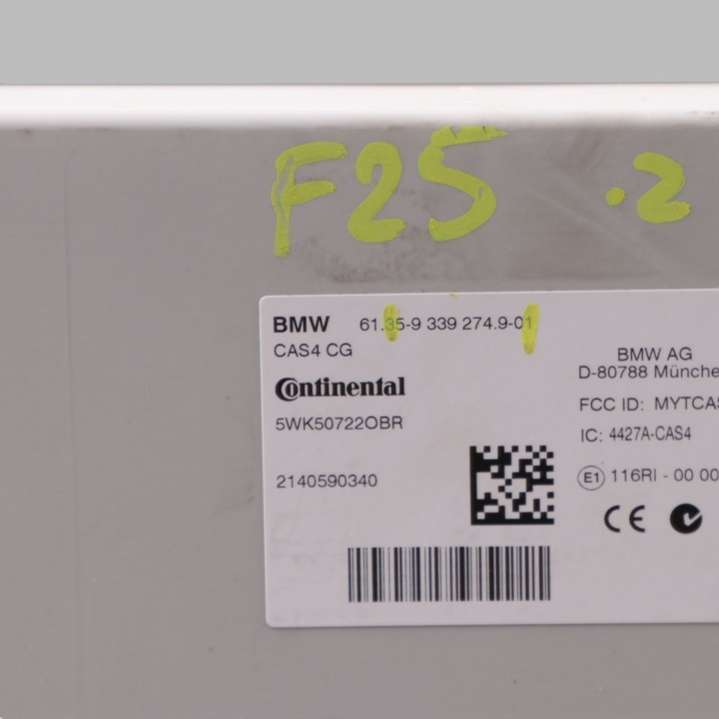 F25 .2
BMW 61.35-9 339 274.9-01
CAS4 CG
Continental
5WK50722OBR
2140590340
BMW AG
D-80788 Münche
FCC ID: MYTCAS
IC: 4427A-CAS4
E1 116RI - 00 00
CE